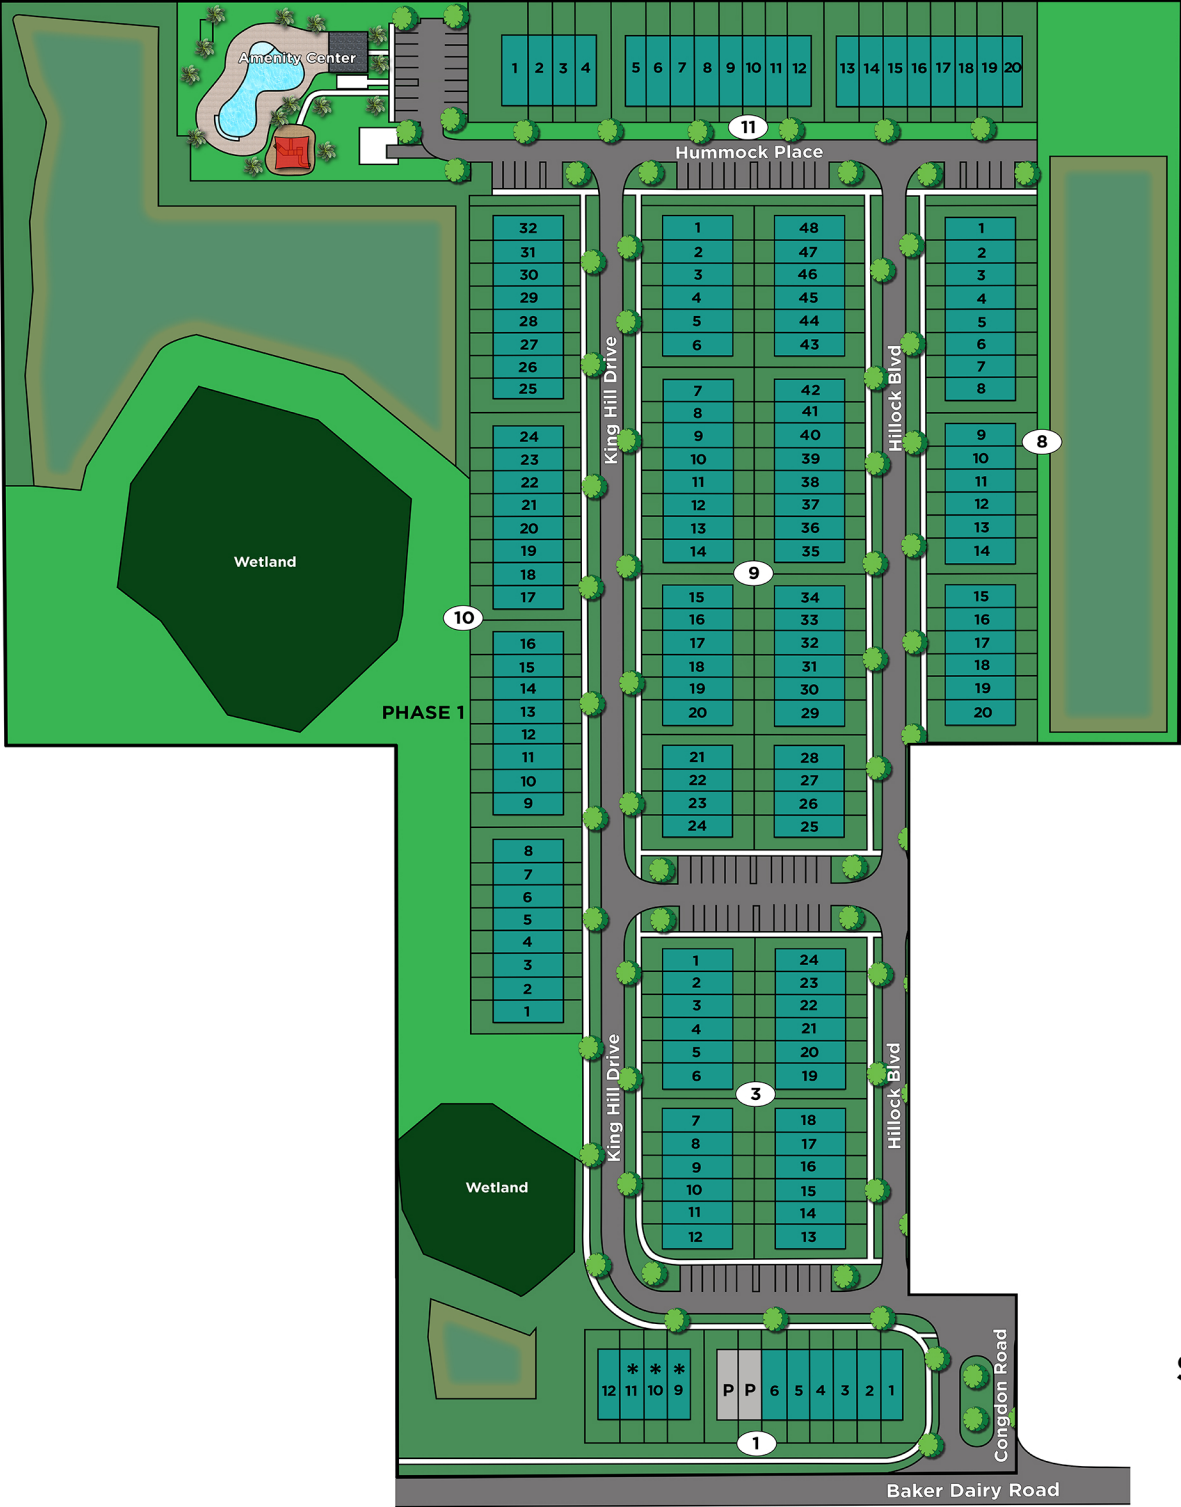 Amenity Center
1 2 3 4 5 6 7 8 9 10 11 12 13 14 15 16 17 18 19 20
11
Hummock Place
32 1 48 1
31 2 47 2
30 3 46 3
29 4 45 4
28 5 44 5
27 6 43 6
26 7
25 7 42 8
8 41
24 9 40 9
8
23 10 39 10
22 11 38 11
21 12 37 12
20 13 36 13
19 14 35 14
King Hill Drive
Hillock Blvd
Wetland
18
9
17 15 34 15
10
16 33 16
16 17 32 17
15 18 31 18
14 19 30 19
PHASE 1
13 20 29 20
12
11 21 28
10 22 27
9 23 26
24 25
8
7
6
5
4
3 1 24
2 2 23
1 3 22
4 21
5 20
6 19
3
King Hill Drive
Hillock Blvd
7 18
8 17
9 16
Wetland
10 15
11 14
12 13
Congdon Road
* * *
12 11 10 9 P P 6 5 4 3 2 1
1
Baker Dairy Road